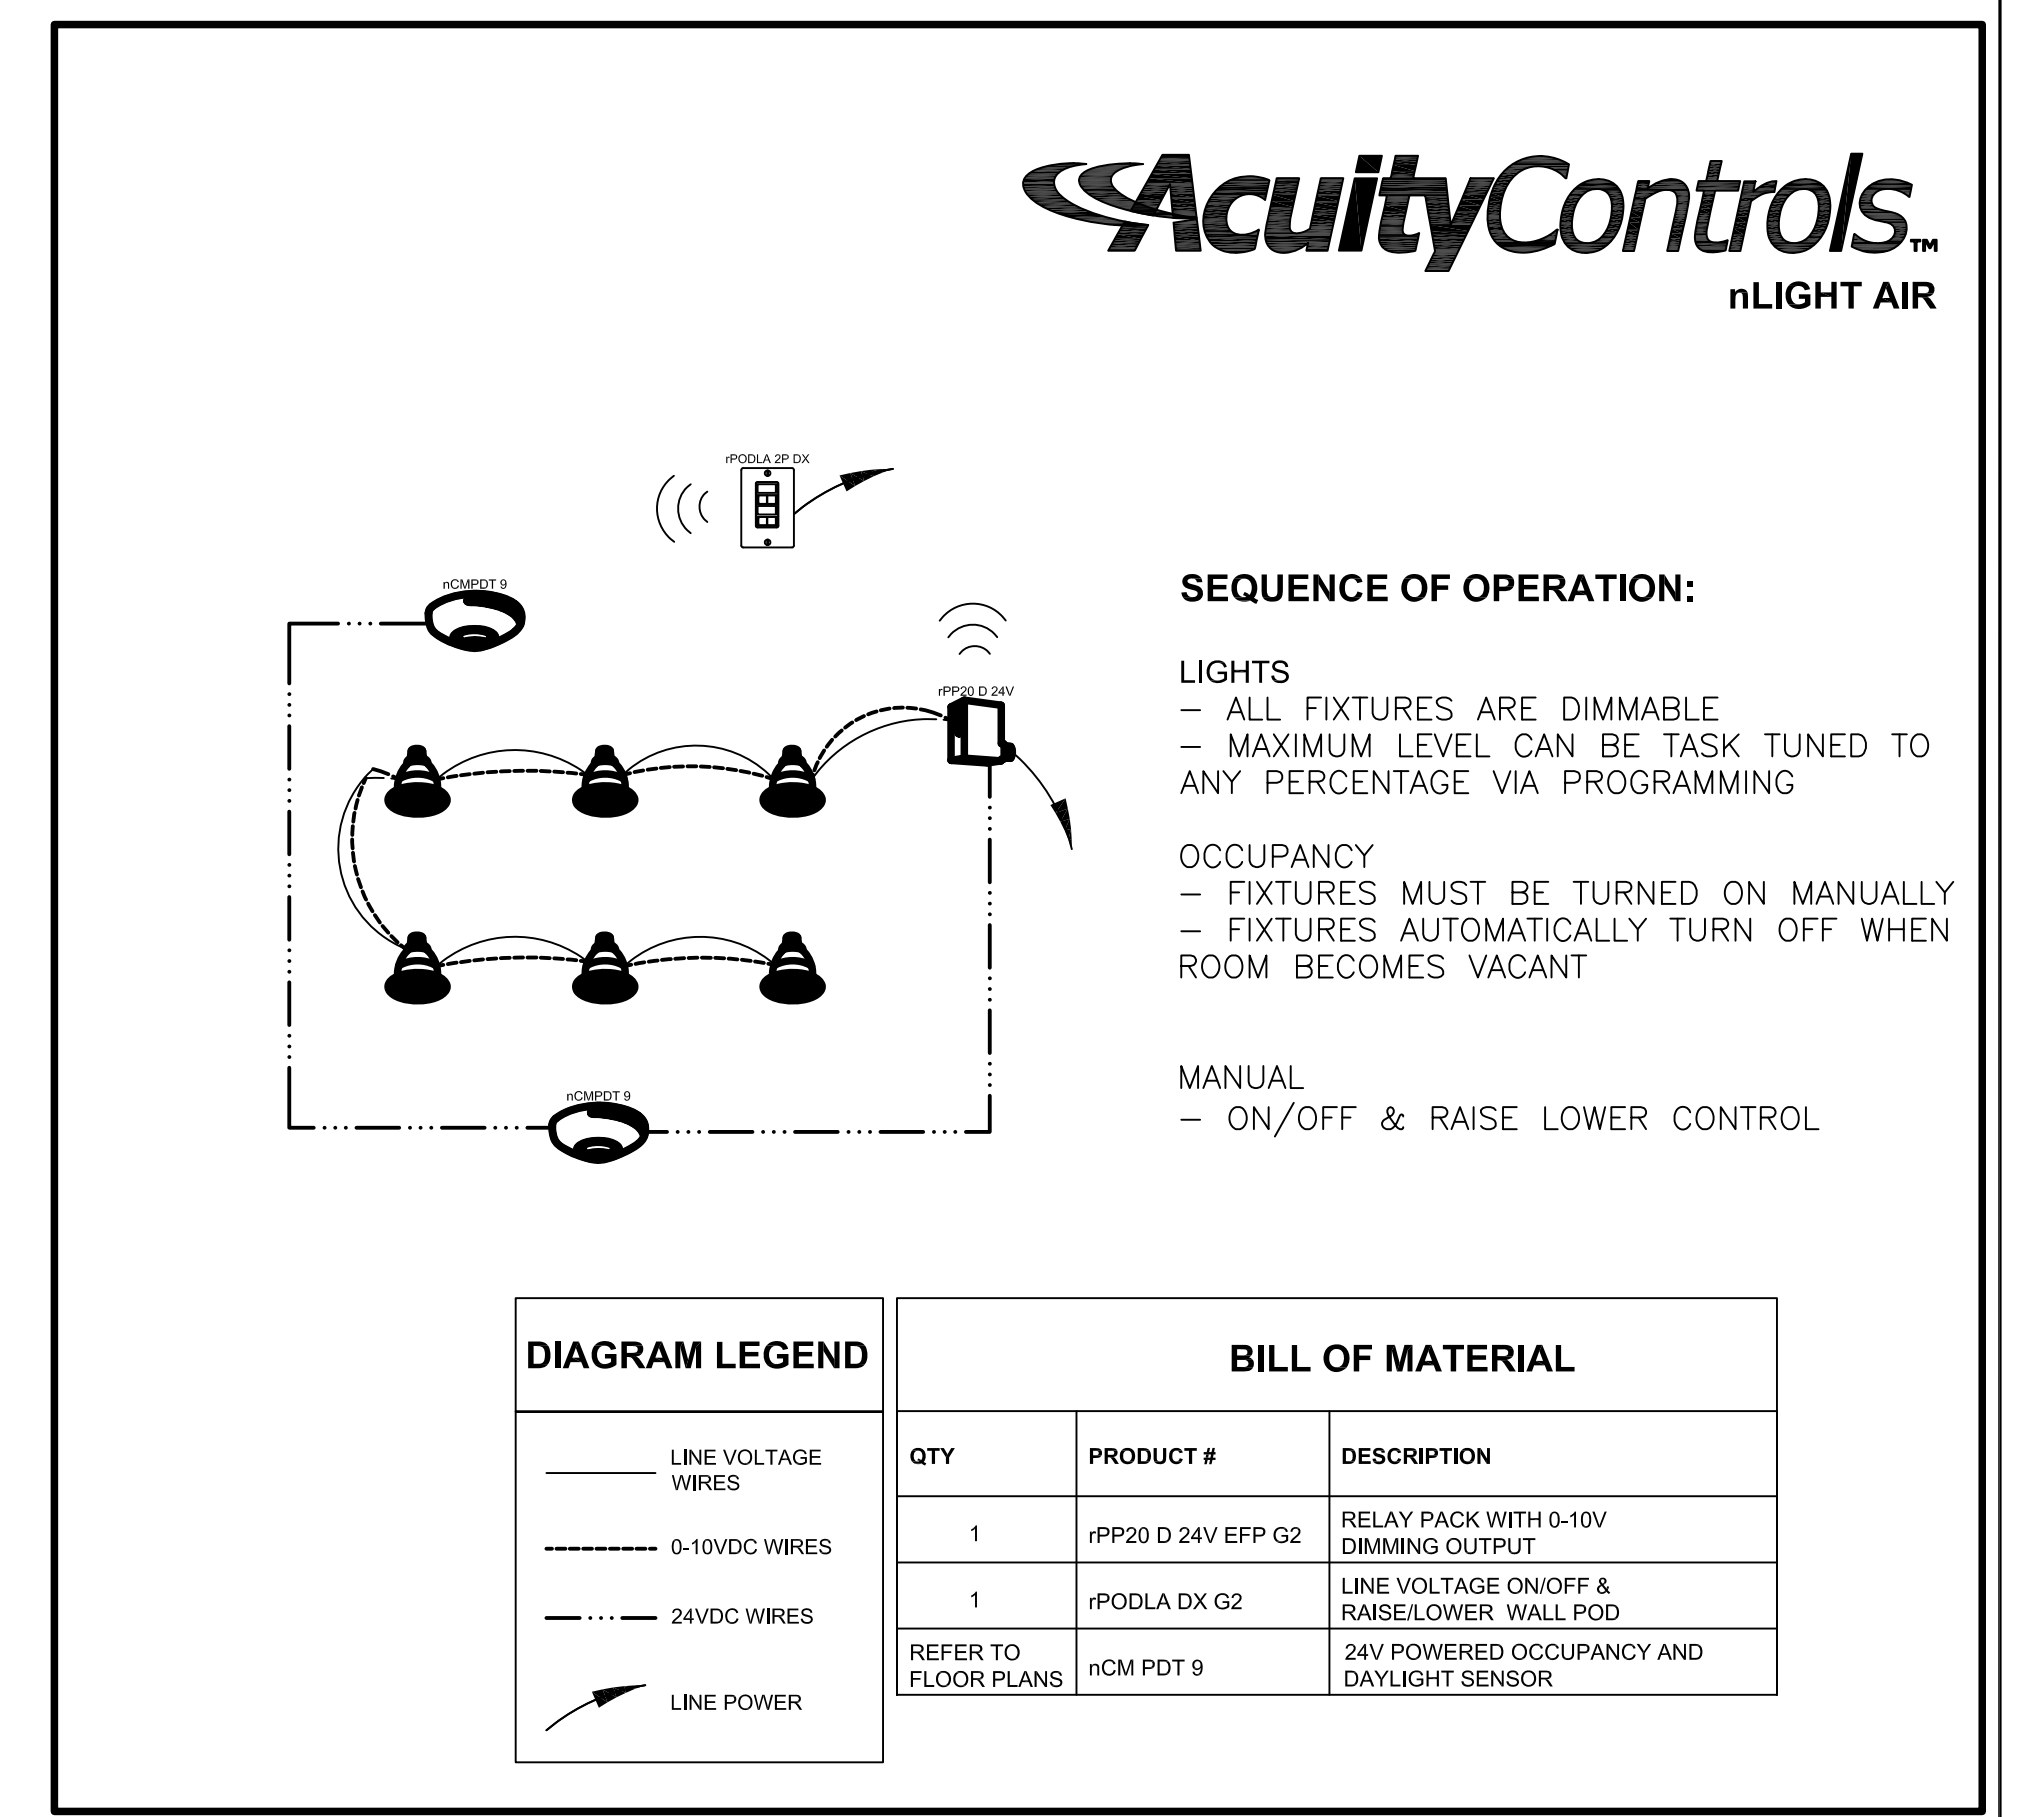 AcuityControls™
nLIGHT AIR
rPODLA 2P DX
nCMPDT 9
rPP20 D 24V
nCMPDT 9
SEQUENCE OF OPERATION:
LIGHTS
- ALL FIXTURES ARE DIMMABLE
- MAXIMUM LEVEL CAN BE TASK TUNED TO
ANY PERCENTAGE VIA PROGRAMMING
OCCUPANCY
- FIXTURES MUST BE TURNED ON MANUALLY
- FIXTURES AUTOMATICALLY TURN OFF WHEN
ROOM BECOMES VACANT
MANUAL
- ON/OFF & RAISE LOWER CONTROL
DIAGRAM LEGEND
LINE VOLTAGE
WIRES
0-10VDC WIRES
24VDC WIRES
LINE POWER
BILL OF MATERIAL
QTY PRODUCT # DESCRIPTION
1 rPP20 D 24V EFP G2 RELAY PACK WITH 0-10V
DIMMING OUTPUT
1 rPODLA DX G2 LINE VOLTAGE ON/OFF &
RAISE/LOWER WALL POD
REFER TO
FLOOR PLANS nCM PDT 9 24V POWERED OCCUPANCY AND
DAYLIGHT SENSOR